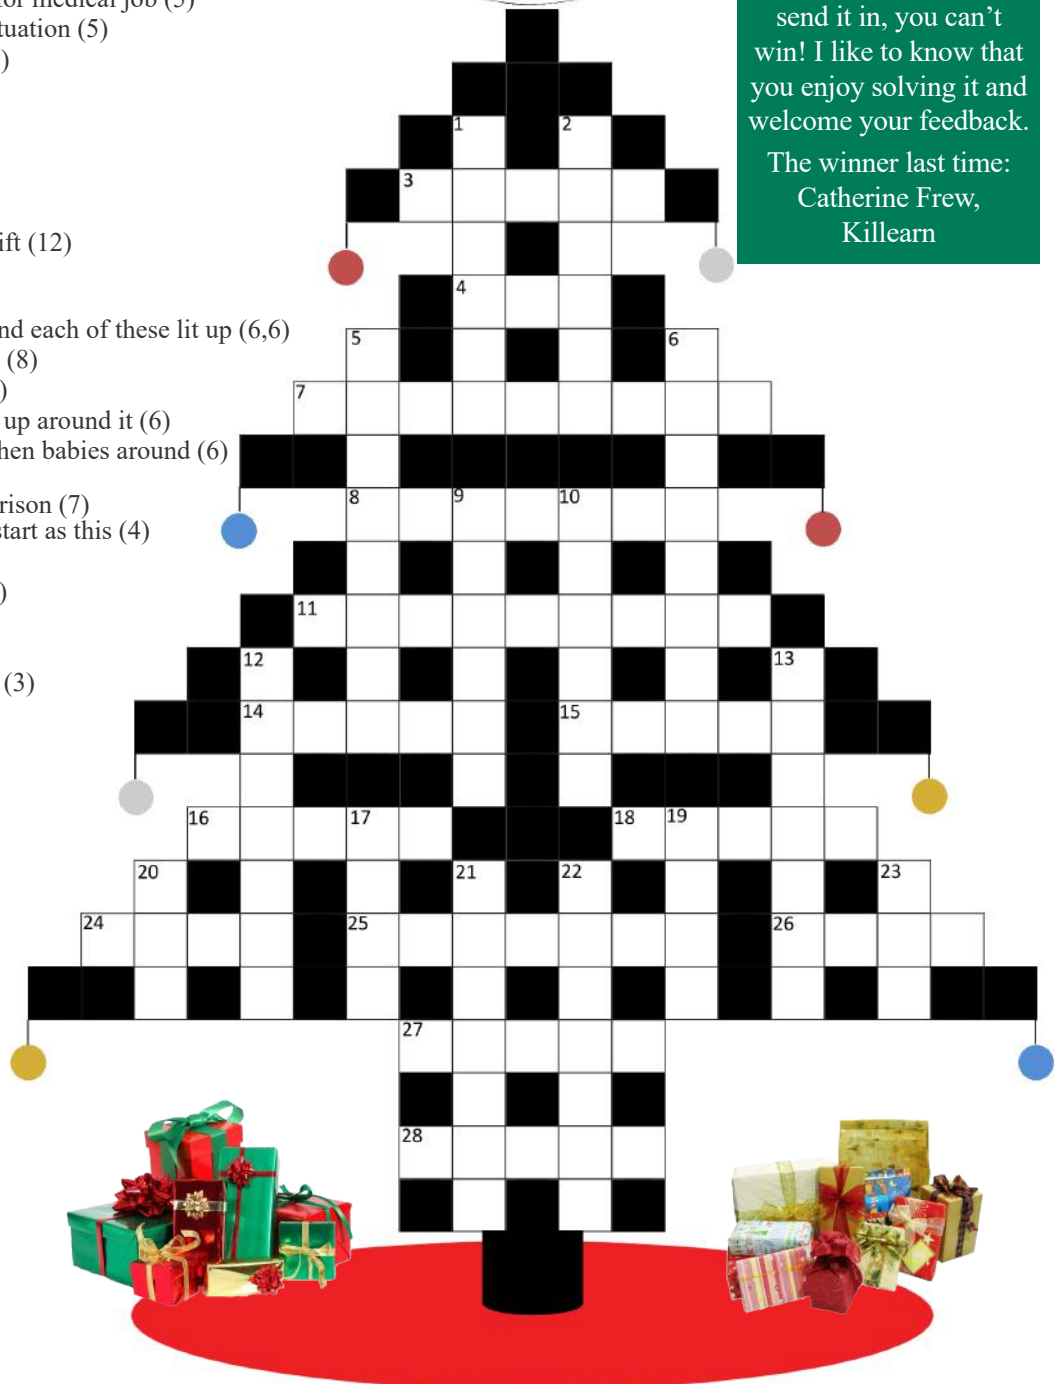 for medical job (5)
tuation (5)
)
ift (12)
nd each of these lit up (6,6)
(8)
)
up around it (6)
hen babies around (6)
rison (7)
start as this (4)
)
(3)
send it in, you can’t
win! I like to know that
you enjoy solving it and
welcome your feedback.
The winner last time:
Catherine Frew,
Killearn
1 2
3
4
5 6
7
8 9 10
11
12 13
14 15
16 17 18 19
20 21 22 23
24 25 26
27
28